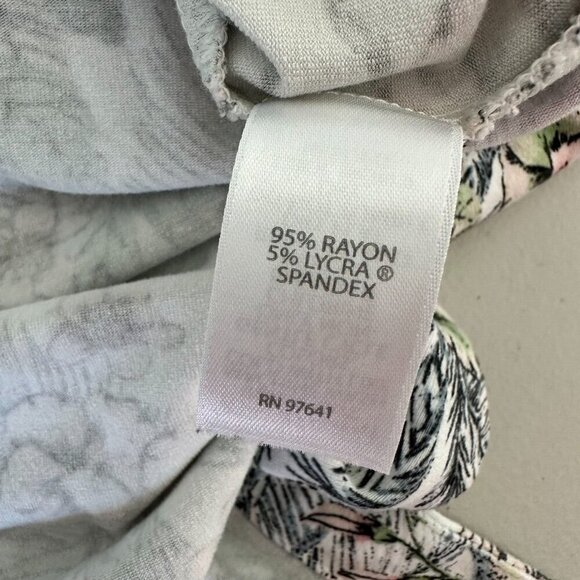 95% RAYON
5% LYCRA®
SPANDEX
RN 97641